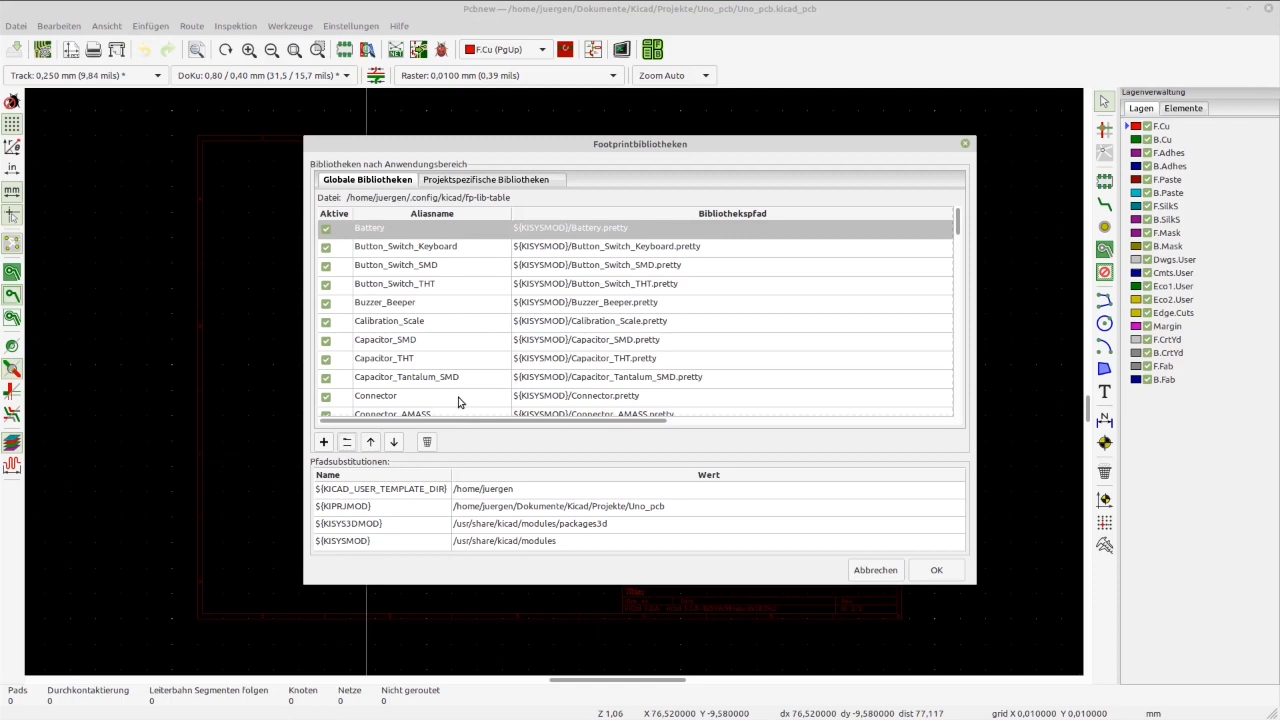 Pcbnew — /home/juergen/Dokumente/Kicad/Projekte/Uno_pcb/Uno_pcb.kicad_pcb
Datei Bearbeiten Ansicht Einfügen Route Inspektion Werkzeuge Einstellungen Hilfe
NET
F.Cu (PgUp)
Track: 0,250 mm (9,84 mils) *
DoKu: 0,80 / 0,40 mm (31,5 / 15,7 mils) *
Raster: 0,0100 mm (0,39 mils)
Zoom Auto
in
mm
Footprintbibliotheken
Bibliotheken nach Anwendungsbereich
Globale Bibliotheken Projektspezifische Bibliotheken
Datei: /home/juergen/.config/kicad/fp-lib-table
Aktive Aliasname Bibliothekspfad
Battery ${KISYSMOD}/Battery.pretty
Button_Switch_Keyboard ${KISYSMOD}/Button_Switch_Keyboard.pretty
Button_Switch_SMD ${KISYSMOD}/Button_Switch_SMD.pretty
Button_Switch_THT ${KISYSMOD}/Button_Switch_THT.pretty
Buzzer_Beeper ${KISYSMOD}/Buzzer_Beeper.pretty
Calibration_Scale ${KISYSMOD}/Calibration_Scale.pretty
Capacitor_SMD ${KISYSMOD}/Capacitor_SMD.pretty
Capacitor_THT ${KISYSMOD}/Capacitor_THT.pretty
Capacitor_Tantalum_SMD ${KISYSMOD}/Capacitor_Tantalum_SMD.pretty
Connector ${KISYSMOD}/Connector.pretty
Connector_AMASS ${KISYSMOD}/Connector_AMASS.pretty
Pfadsubstitutionen:
Name Wert
${KICAD_USER_TEMPLATE_DIR} /home/juergen
${KIPRJMOD} /home/juergen/Dokumente/Kicad/Projekte/Uno_pcb
${KISYS3DMOD} /usr/share/kicad/modules/packages3d
${KISYSMOD} /usr/share/kicad/modules
Abbrechen OK
Lagenverwaltung
Lagen Elemente
F.Cu
B.Cu
F.Adhes
B.Adhes
F.Paste
B.Paste
F.SilkS
B.SilkS
F.Mask
B.Mask
Dwgs.User
Cmts.User
Eco1.User
Eco2.User
Edge.Cuts
Margin
F.CrtYd
B.CrtYd
F.Fab
B.Fab
T
N
Pads Durchkontaktierung Leiterbahn Segmenten folgen Knoten Netze Nicht geroutet
0 0 0 0 0 0
Z 1,06 X 76,520000 Y -9,580000 dx 76,520000 dy -9,580000 dist 77,117 grid X 0,010000 Y 0,010000 mm